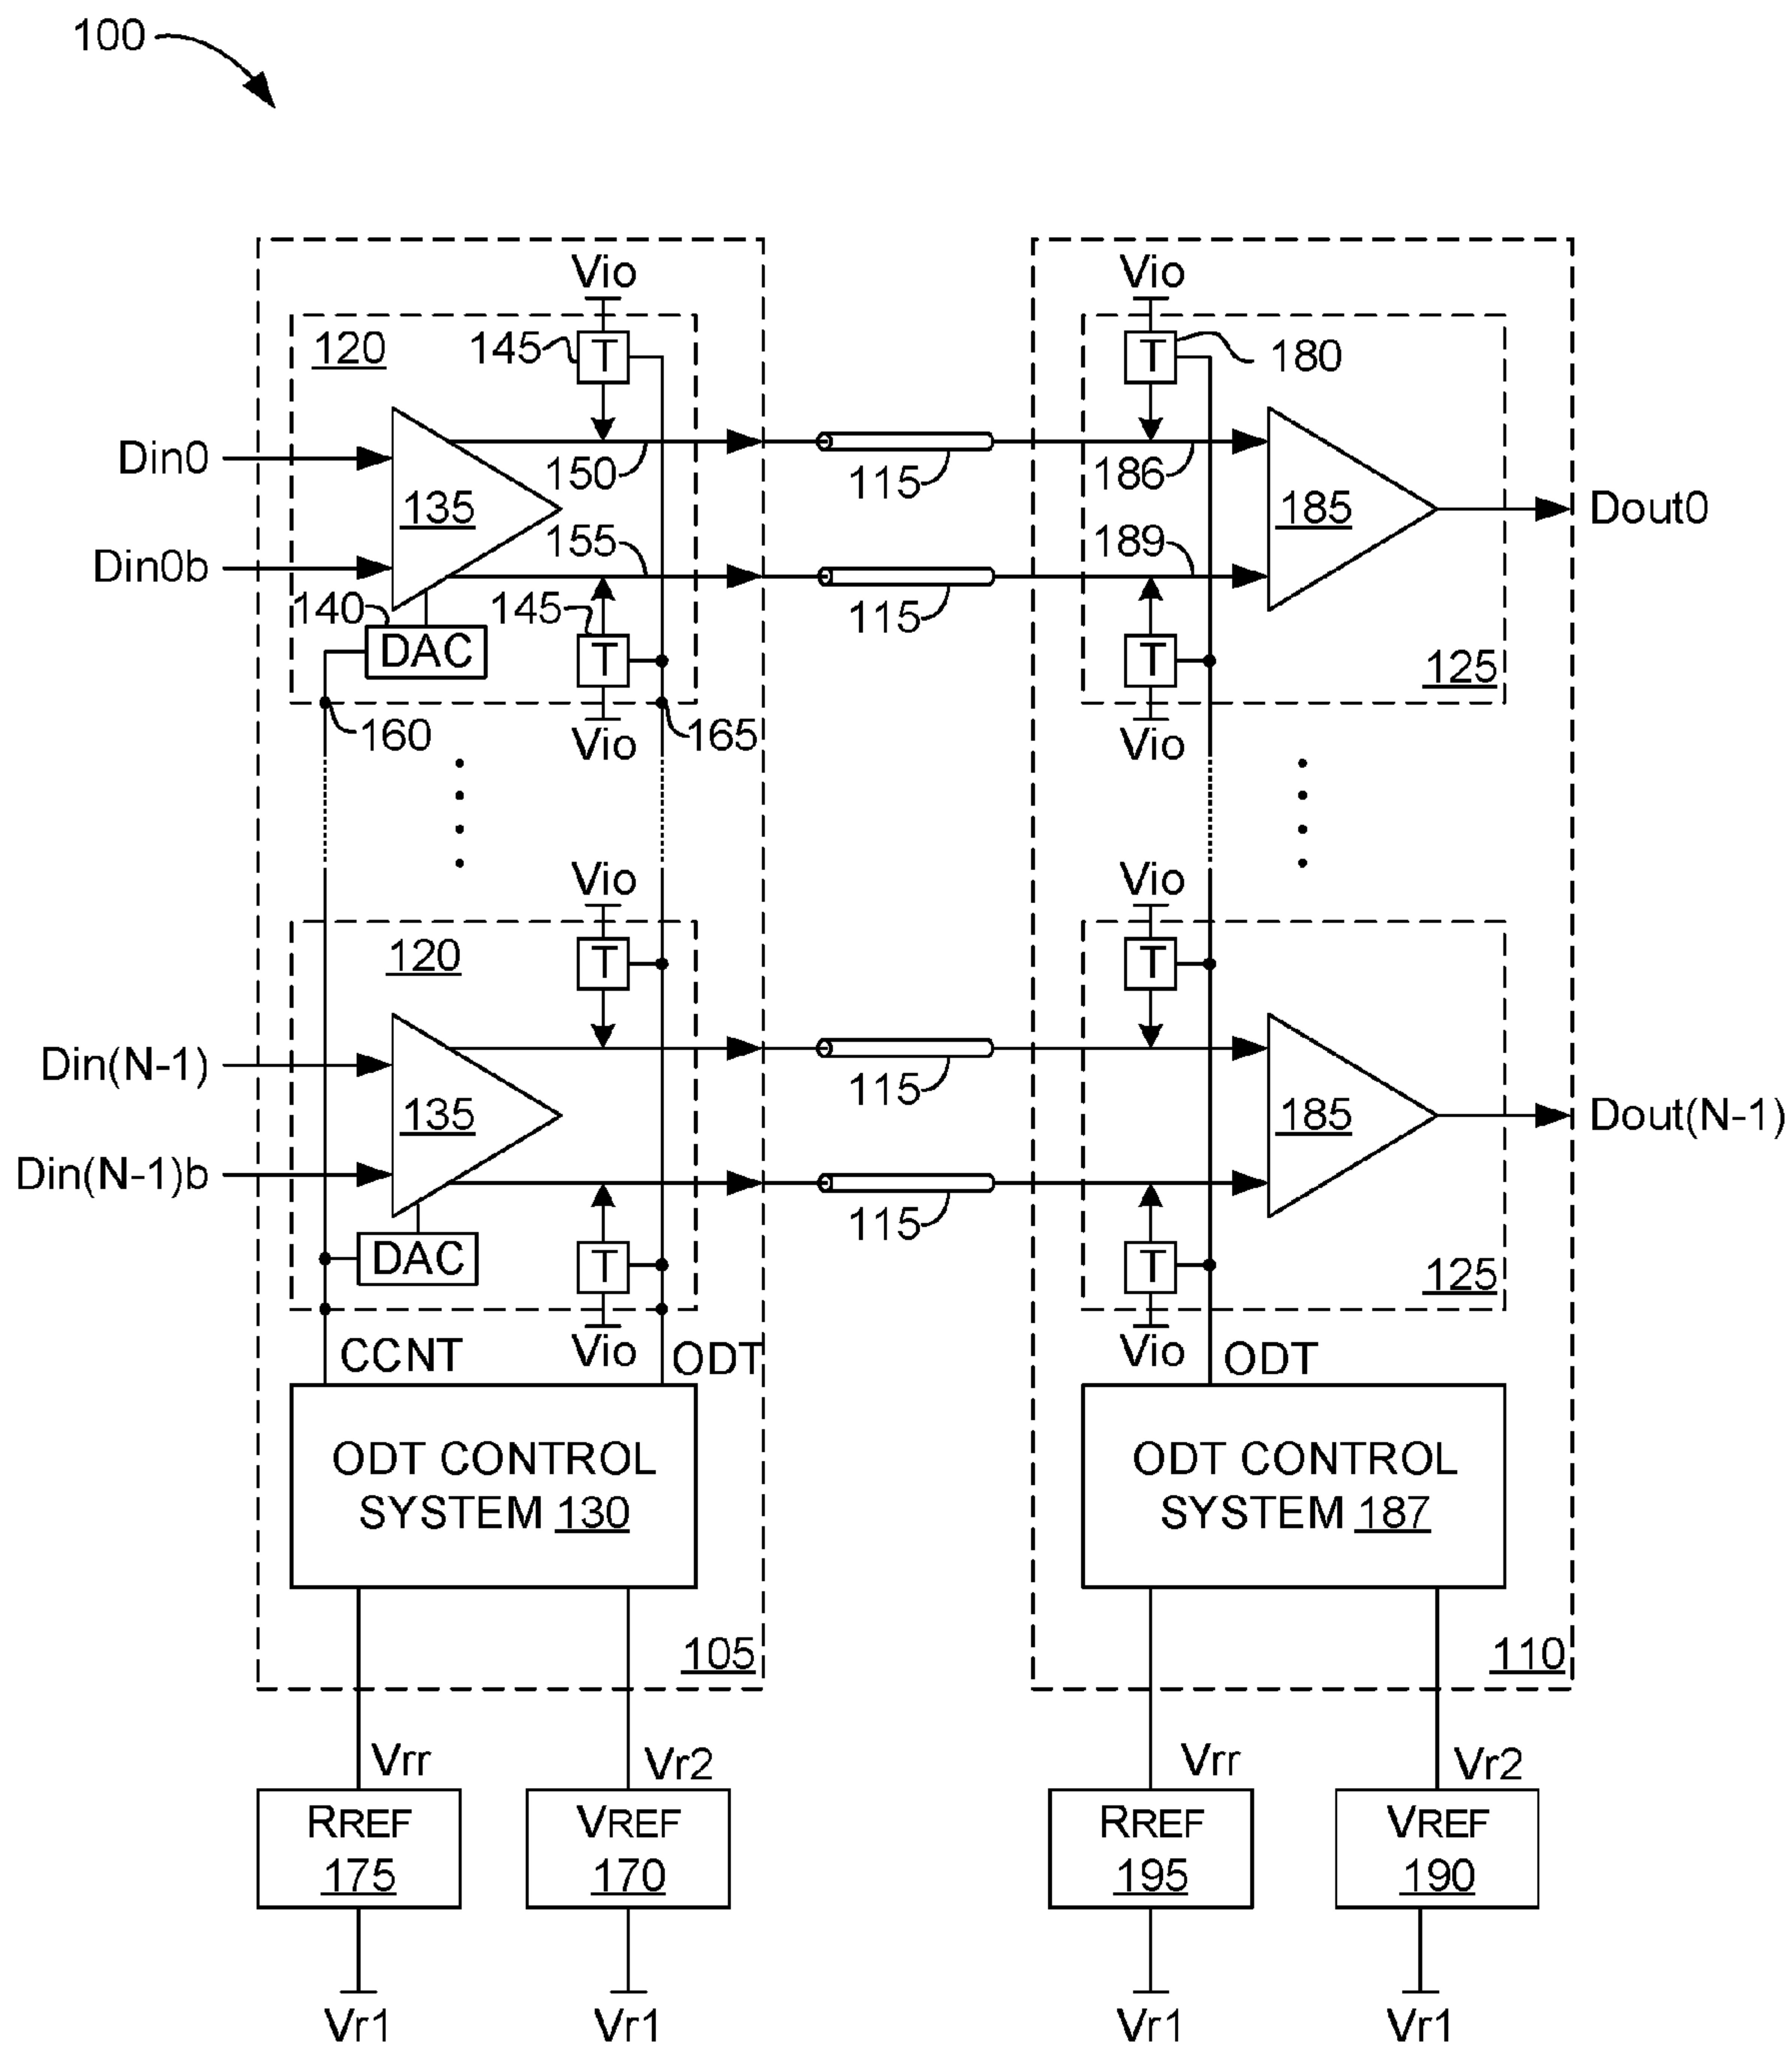 100
Vio Vio
120 145 T T 180
Din0 150 115 186
135 185 Dout0
Din0b 155 189
140 145 115
DAC T T 125
160 Vio 165 Vio
Vio Vio
120 T T
Din(N-1) 115
135 185 Dout(N-1)
Din(N-1)b 115
DAC T T 125
CCNT Vio ODT Vio ODT
ODT CONTROL ODT CONTROL
SYSTEM 130 SYSTEM 187
105 110
Vrr Vr2 Vrr Vr2
RREF VREF RREF VREF
175 170 195 190
Vr1 Vr1 Vr1 Vr1